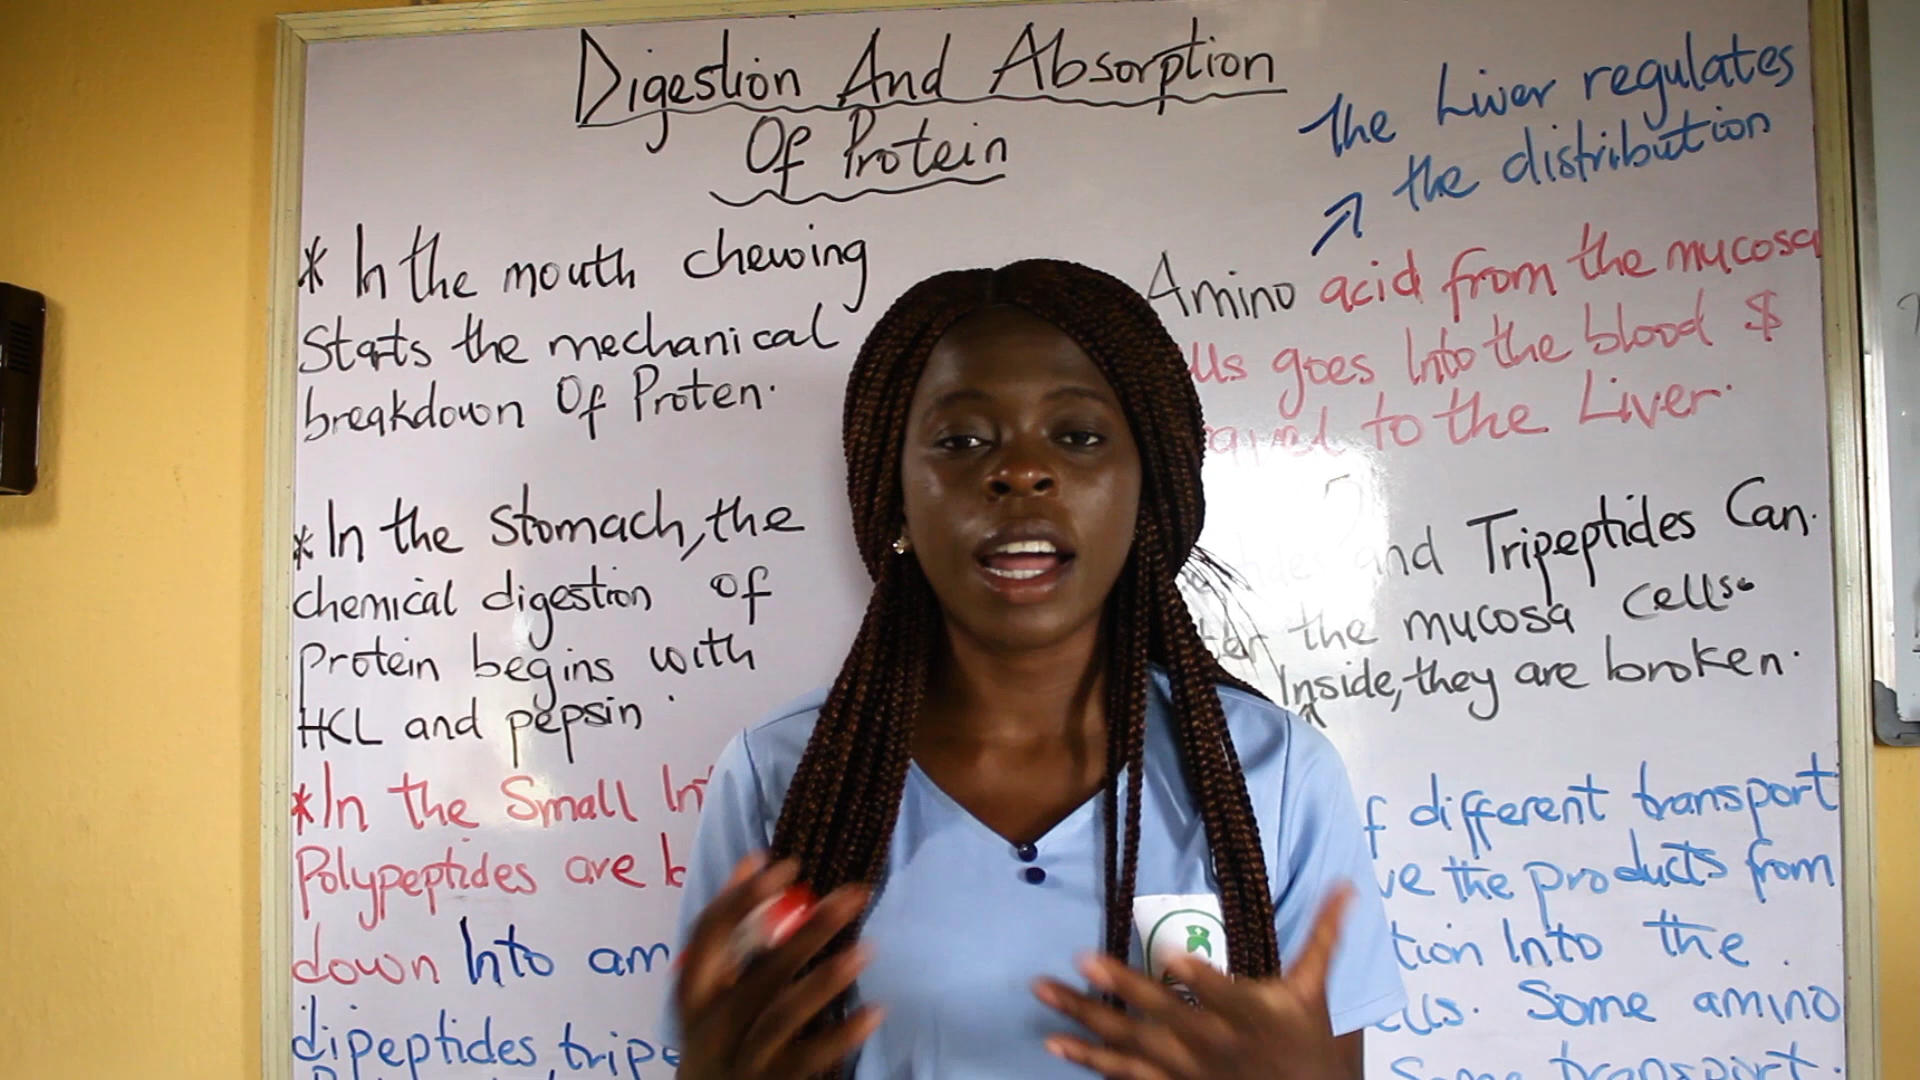 Digestion And Absorption
Of Protein
* In the mouth chewing
Starts the mechanical
breakdown Of Proten.
* In the Stomach, the
chemical digestion of
Protein begins with
HCL and pepsin
* In the Small
Polypeptides are
down Into
dipeptides,
the Liver regulates
the distribution
Amino acid from the mucosa
goes Into the blood $
to the Liver.
and Tripeptides Can.
the mucosa cells.
Inside, they are broken.
different transport
the products from
Into the .
Some amino
Some transport.